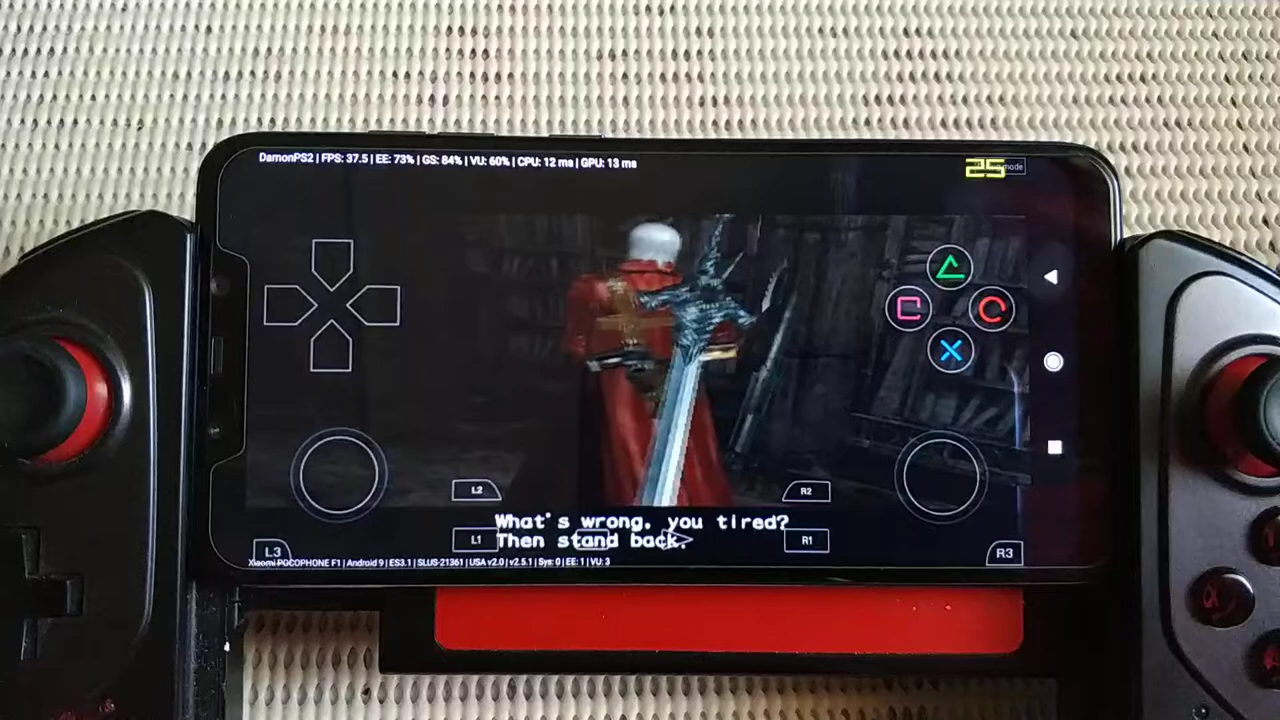 DamonPS2 | FPS: 37.5 | EE: 73% | GS: 84% | VU: 60% | CPU: 12 ms | GPU: 13 ms
25 mode
L2
R2
What's wrong, you tired?
L1
Then stand back.
R1
L3
R3
Xiaomi POCOPHONE F1 | Android 9 | ES3.1 | SLUS-21361 | USA v2.0 | v2.5.1 | Sys: 0 | EE: 1 | VU: 3